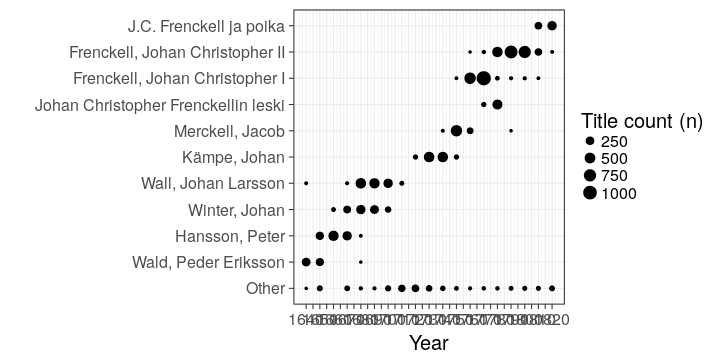 J.C. Frenckell ja poika
Frenckell, Johan Christopher II
Frenckell, Johan Christopher I
Johan Christopher Frenckellin leski
Merckell, Jacob
Kämpe, Johan
Wall, Johan Larsson
Winter, Johan
Hansson, Peter
Wald, Peder Eriksson
Other
Year
Title count (n)
250
500
750
1000